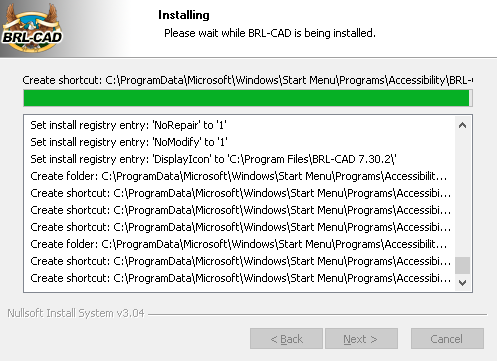 BRL-CAD
Installing
Please wait while BRL-CAD is being installed.
Create shortcut: C:\ProgramData\Microsoft\Windows\Start Menu\Programs\Accessibility\BRL-
Set install registry entry: 'NoRepair' to '1'
Set install registry entry: 'NoModify' to '1'
Set install registry entry: 'DisplayIcon' to 'C:\Program Files\BRL-CAD 7.30.2\'
Create folder: C:\ProgramData\Microsoft\Windows\Start Menu\Programs\Accessibilit...
Create shortcut: C:\ProgramData\Microsoft\Windows\Start Menu\Programs\Accessibi...
Create shortcut: C:\ProgramData\Microsoft\Windows\Start Menu\Programs\Accessibi...
Create shortcut: C:\ProgramData\Microsoft\Windows\Start Menu\Programs\Accessibi...
Create folder: C:\ProgramData\Microsoft\Windows\Start Menu\Programs\Accessibilit...
Create shortcut: C:\ProgramData\Microsoft\Windows\Start Menu\Programs\Accessibi...
Create shortcut: C:\ProgramData\Microsoft\Windows\Start Menu\Programs\Accessibi...
Nullsoft Install System v3.04
< Back
Next >
Cancel